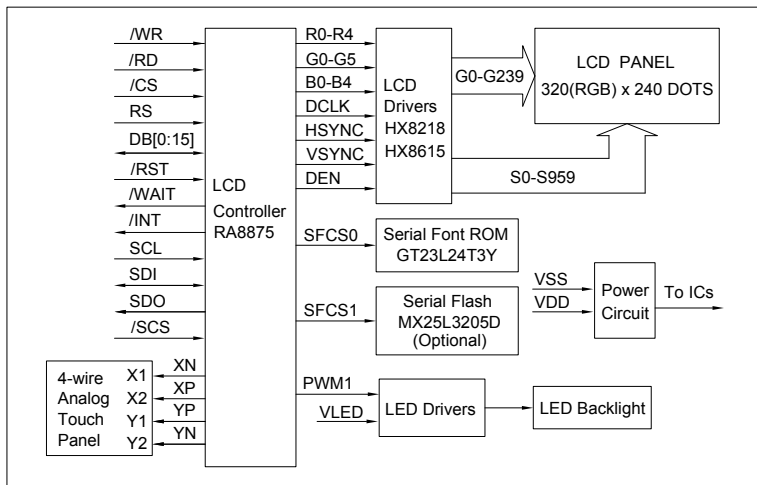 /WR
/RD
/CS
RS
DB[0:15]
/RST
/WAIT
/INT
SCL
SDI
SDO
/SCS
XN
XP
YP
YN
4-wire
Analog
Touch
Panel
X1
X2
Y1
Y2
LCD
Controller
RA8875
R0-R4
G0-G5
B0-B4
DCLK
HSYNC
VSYNC
DEN
SFCS0
SFCS1
PWM1
VLED
LCD
Drivers
HX8218
HX8615
G0-G239
S0-S959
LCD PANEL
320(RGB) x 240 DOTS
Serial Font ROM
GT23L24T3Y
Serial Flash
MX25L3205D
(Optional)
VSS
VDD
Power
Circuit
To ICs
LED Drivers
LED Backlight